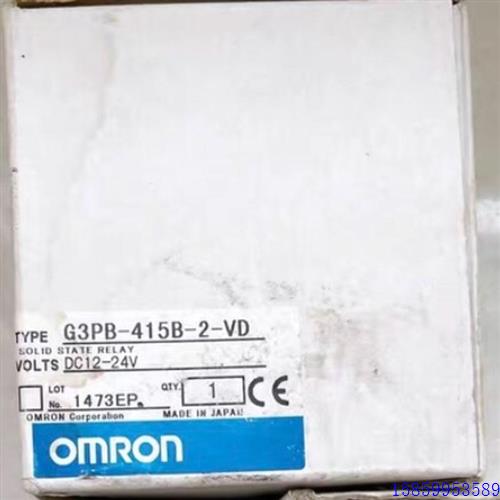 TYPE G3PB-415B-2-VD
SOLID STATE RELAY
VOLTS DC12-24V
LOT No. 1473EP QTY. 1 CE
OMRON Corporation MADE IN JAPAN
OMRON
15859953589